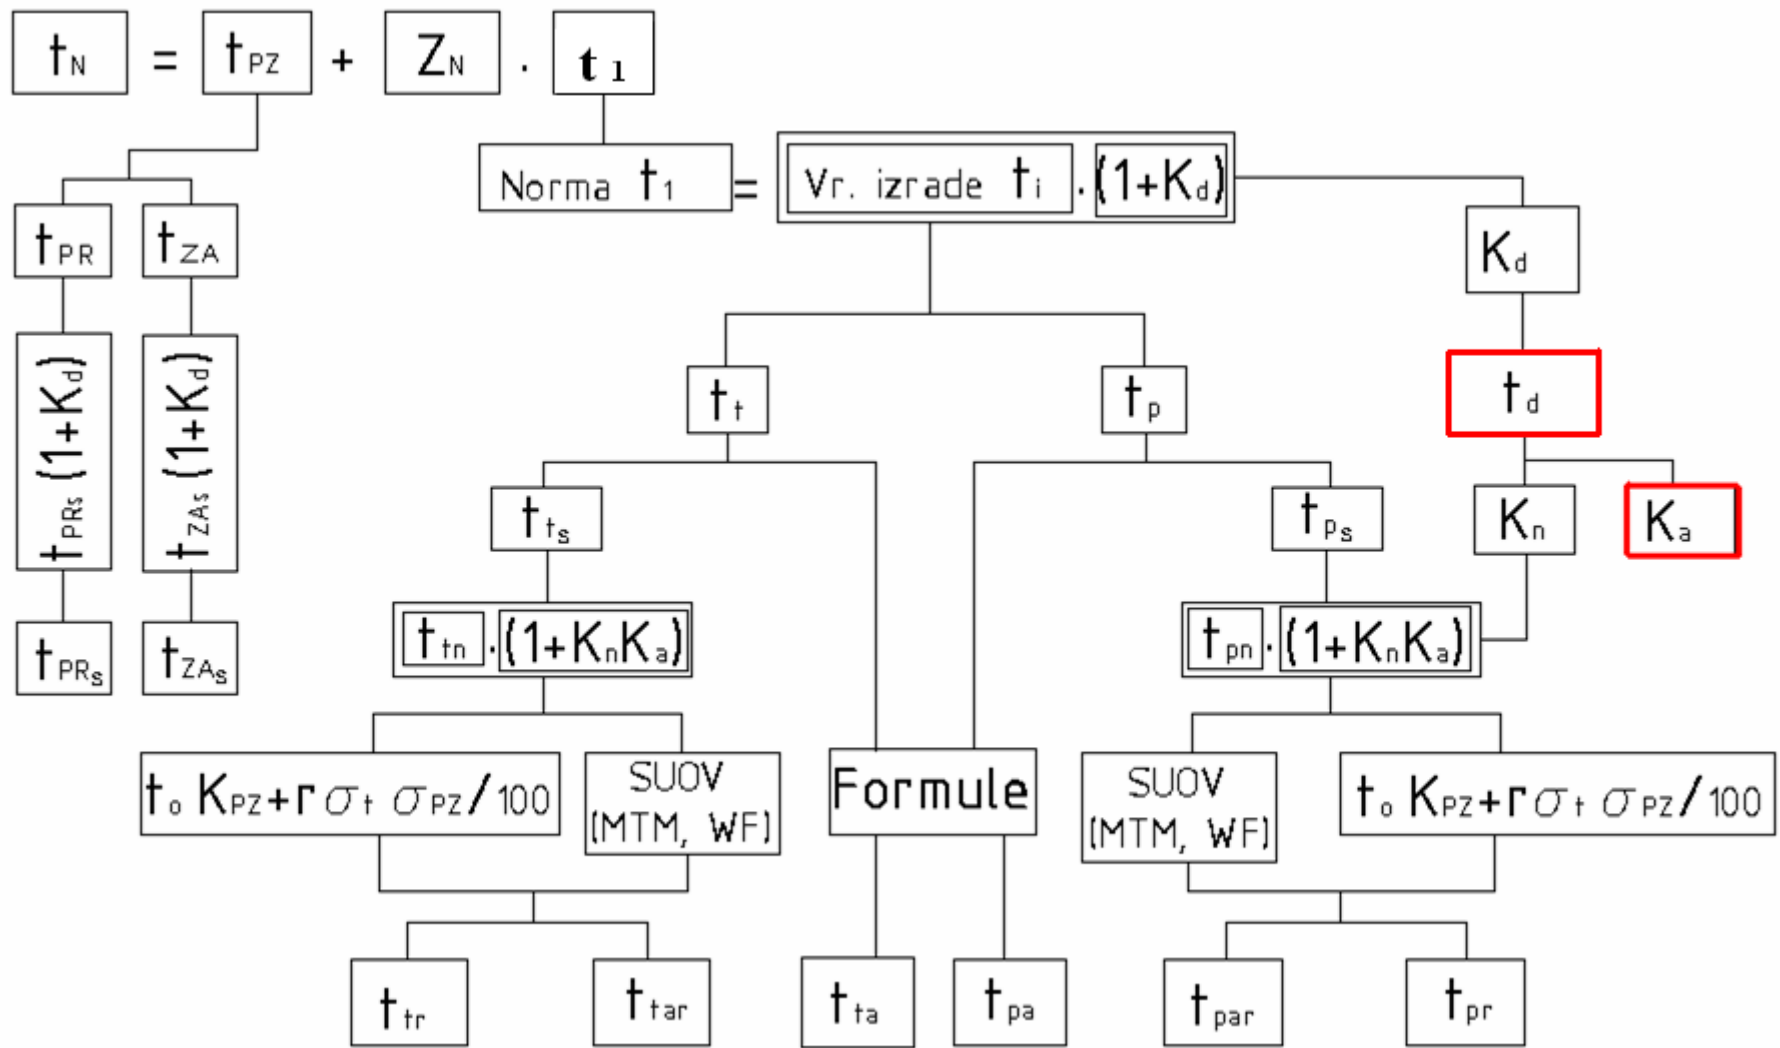 tN = tPZ + ZN · t1
Norma t1 = Vr. izrade ti · (1+Kd)
tPR tZA Kd
tPRs (1+Kd) tZAs (1+Kd)
tt tp td
tts tps Kn Ka
tPRs tZAs ttn · (1+KnKa) tpn · (1+KnKa)
to KPZ+r σt σPZ/100
SUOV
(MTM, WF)
Formule
SUOV
(MTM, WF)
to KPZ+r σt σPZ/100
ttr ttar tta tpa tpar tpr